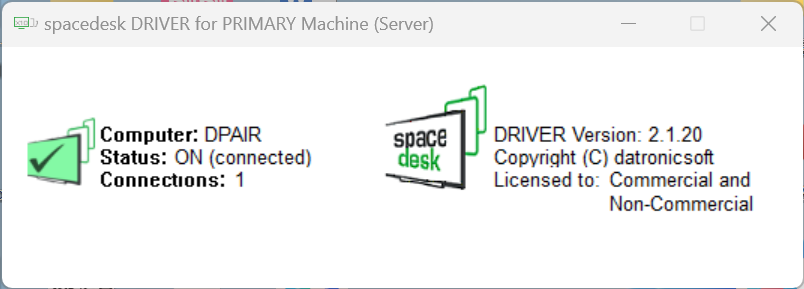 spacedesk DRIVER for PRIMARY Machine (Server)
Computer: DPAIR
Status: ON (connected)
Connections: 1
space
desk
DRIVER Version: 2.1.20
Copyright (C) datronicsoft
Licensed to: Commercial and
Non-Commercial